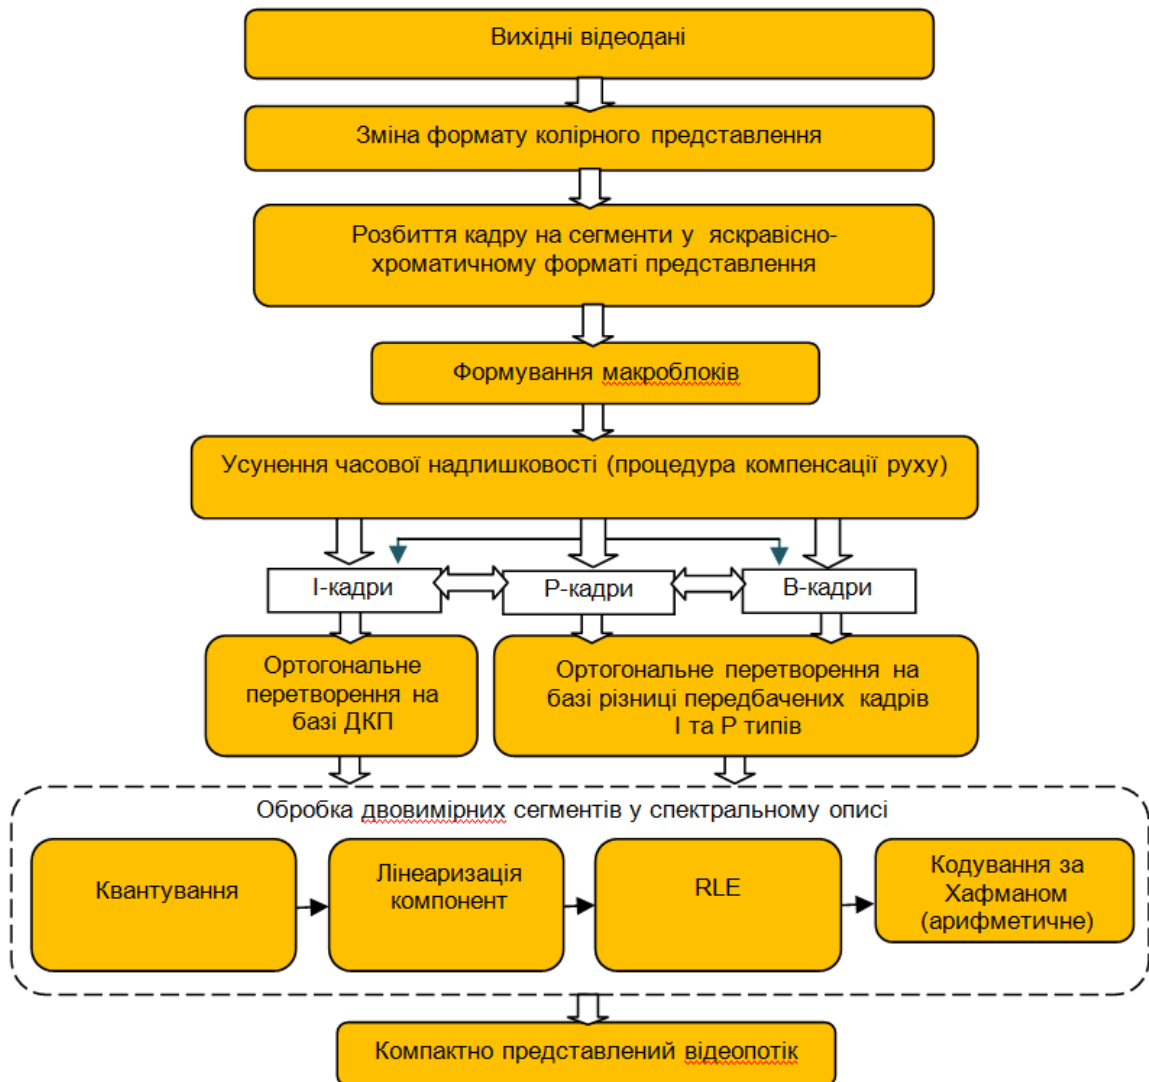 Вихідні відеодані
Зміна формату колірного представлення
Розбиття кадру на сегменти у яскравісно-
хроматичному форматі представлення
Формування макроблоків
Усунення часової надлишковості (процедура компенсації руху)
І-кадри
Р-кадри
В-кадри
Ортогональне
перетворення на
базі ДКП
Ортогональне перетворення на
базі різниці передбачених кадрів
І та Р типів
Обробка двовимірних сегментів у спектральному описі
Квантування
Лінеаризація
компонент
RLE
Кодування за
Хафманом
(арифметичне)
Компактно представлений відеопотік